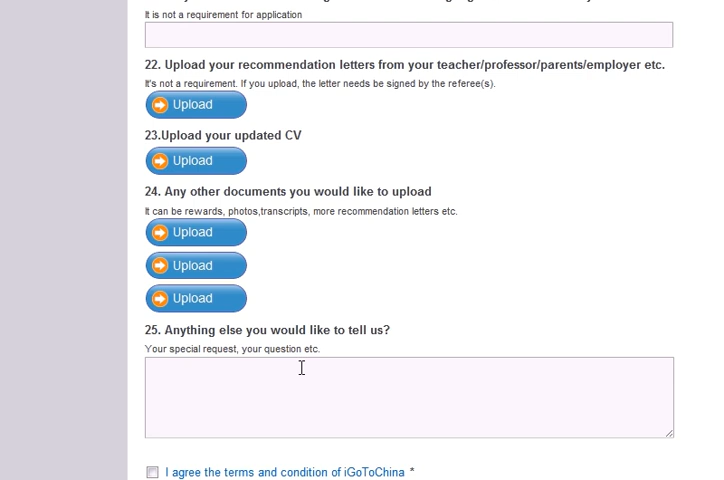 It is not a requirement for application
22. Upload your recommendation letters from your teacher/professor/parents/employer etc.
It's not a requirement. If you upload, the letter needs be signed by the referee(s).
Upload
23.Upload your updated CV
Upload
24. Any other documents you would like to upload
It can be rewards, photos,transcripts, more recommendation letters etc.
Upload
Upload
Upload
25. Anything else you would like to tell us?
Your special request, your question etc.
I agree the terms and condition of iGoToChina *